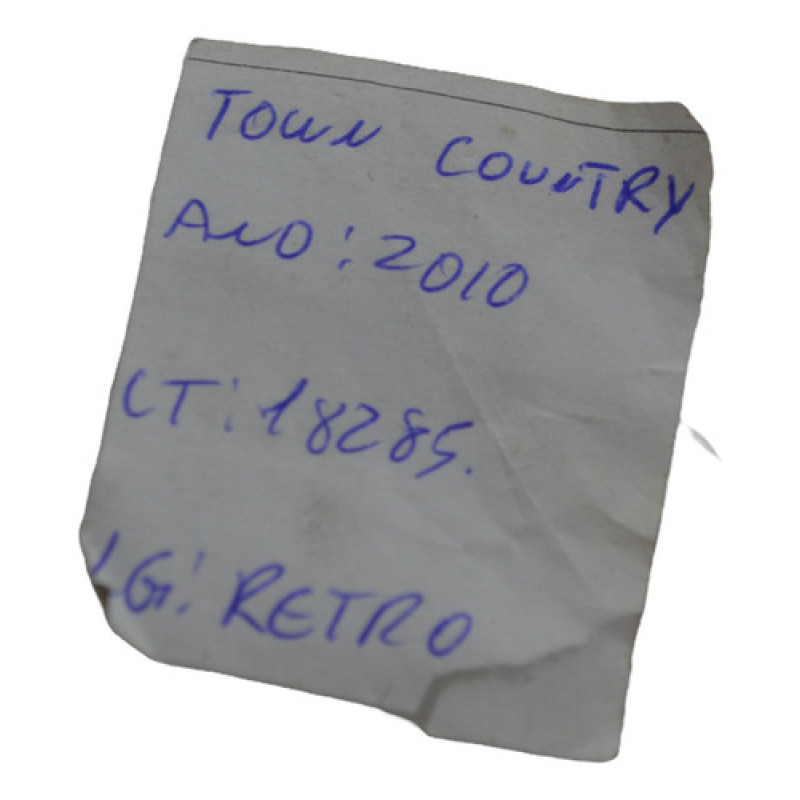 TOWN COUNTRY
ANO: 2010
CT: 18285.
LG: RETRO